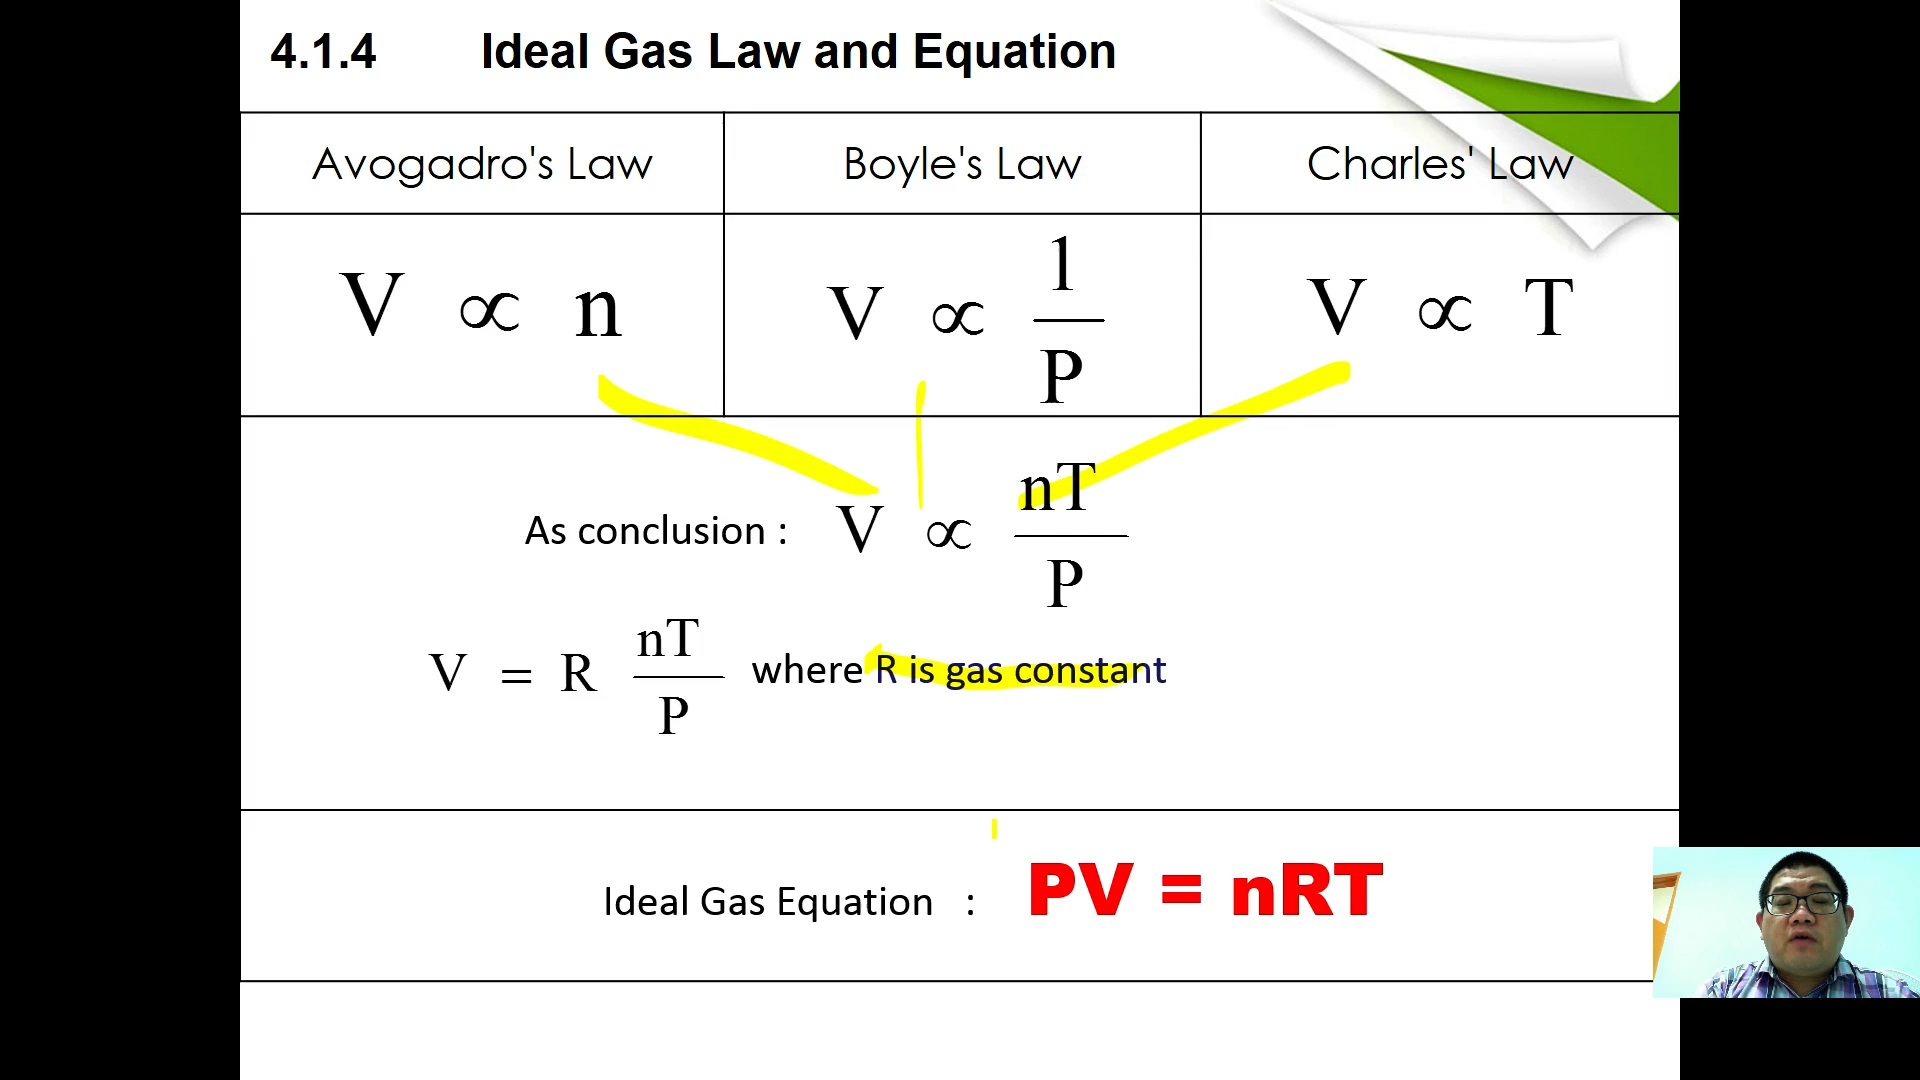 4.1.4 Ideal Gas Law and Equation
Avogadro's Law Boyle's Law Charles' Law
V ∝ n V ∝ 1/P V ∝ T
As conclusion : V ∝ nT/P
V = R nT/P where R is gas constant
Ideal Gas Equation : PV = nRT